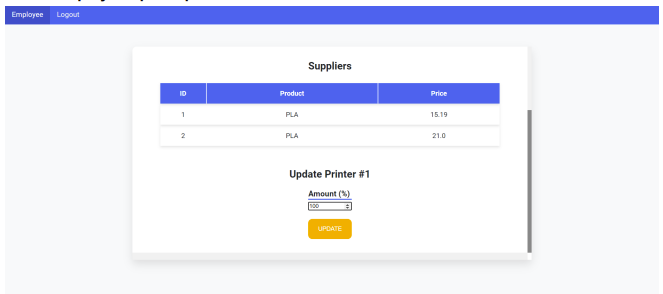 Employee Logout
Suppliers
ID Product Price
1 PLA 15.19
2 PLA 21.0
Update Printer #1
Amount (%)
100
UPDATE